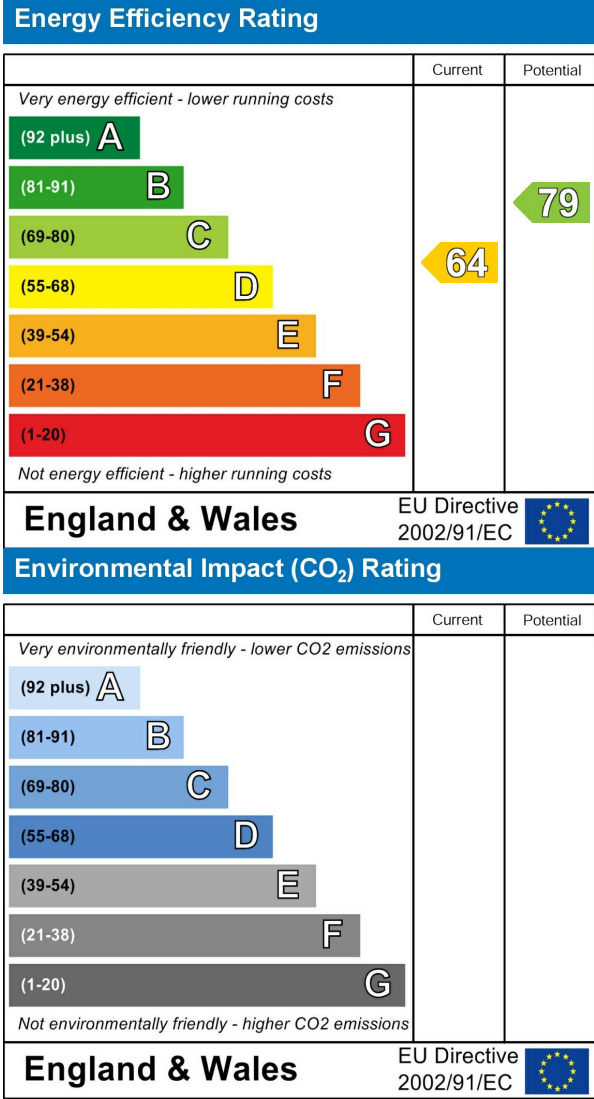 Energy Efficiency Rating
Current Potential
Very energy efficient - lower running costs
(92 plus) A
(81-91) B
79
(69-80) C
64
(55-68) D
(39-54) E
(21-38) F
(1-20) G
Not energy efficient - higher running costs
England & Wales
EU Directive
2002/91/EC
Environmental Impact (CO₂) Rating
Current Potential
Very environmentally friendly - lower CO2 emissions
(92 plus) A
(81-91) B
(69-80) C
(55-68) D
(39-54) E
(21-38) F
(1-20) G
Not environmentally friendly - higher CO2 emissions
England & Wales
EU Directive
2002/91/EC